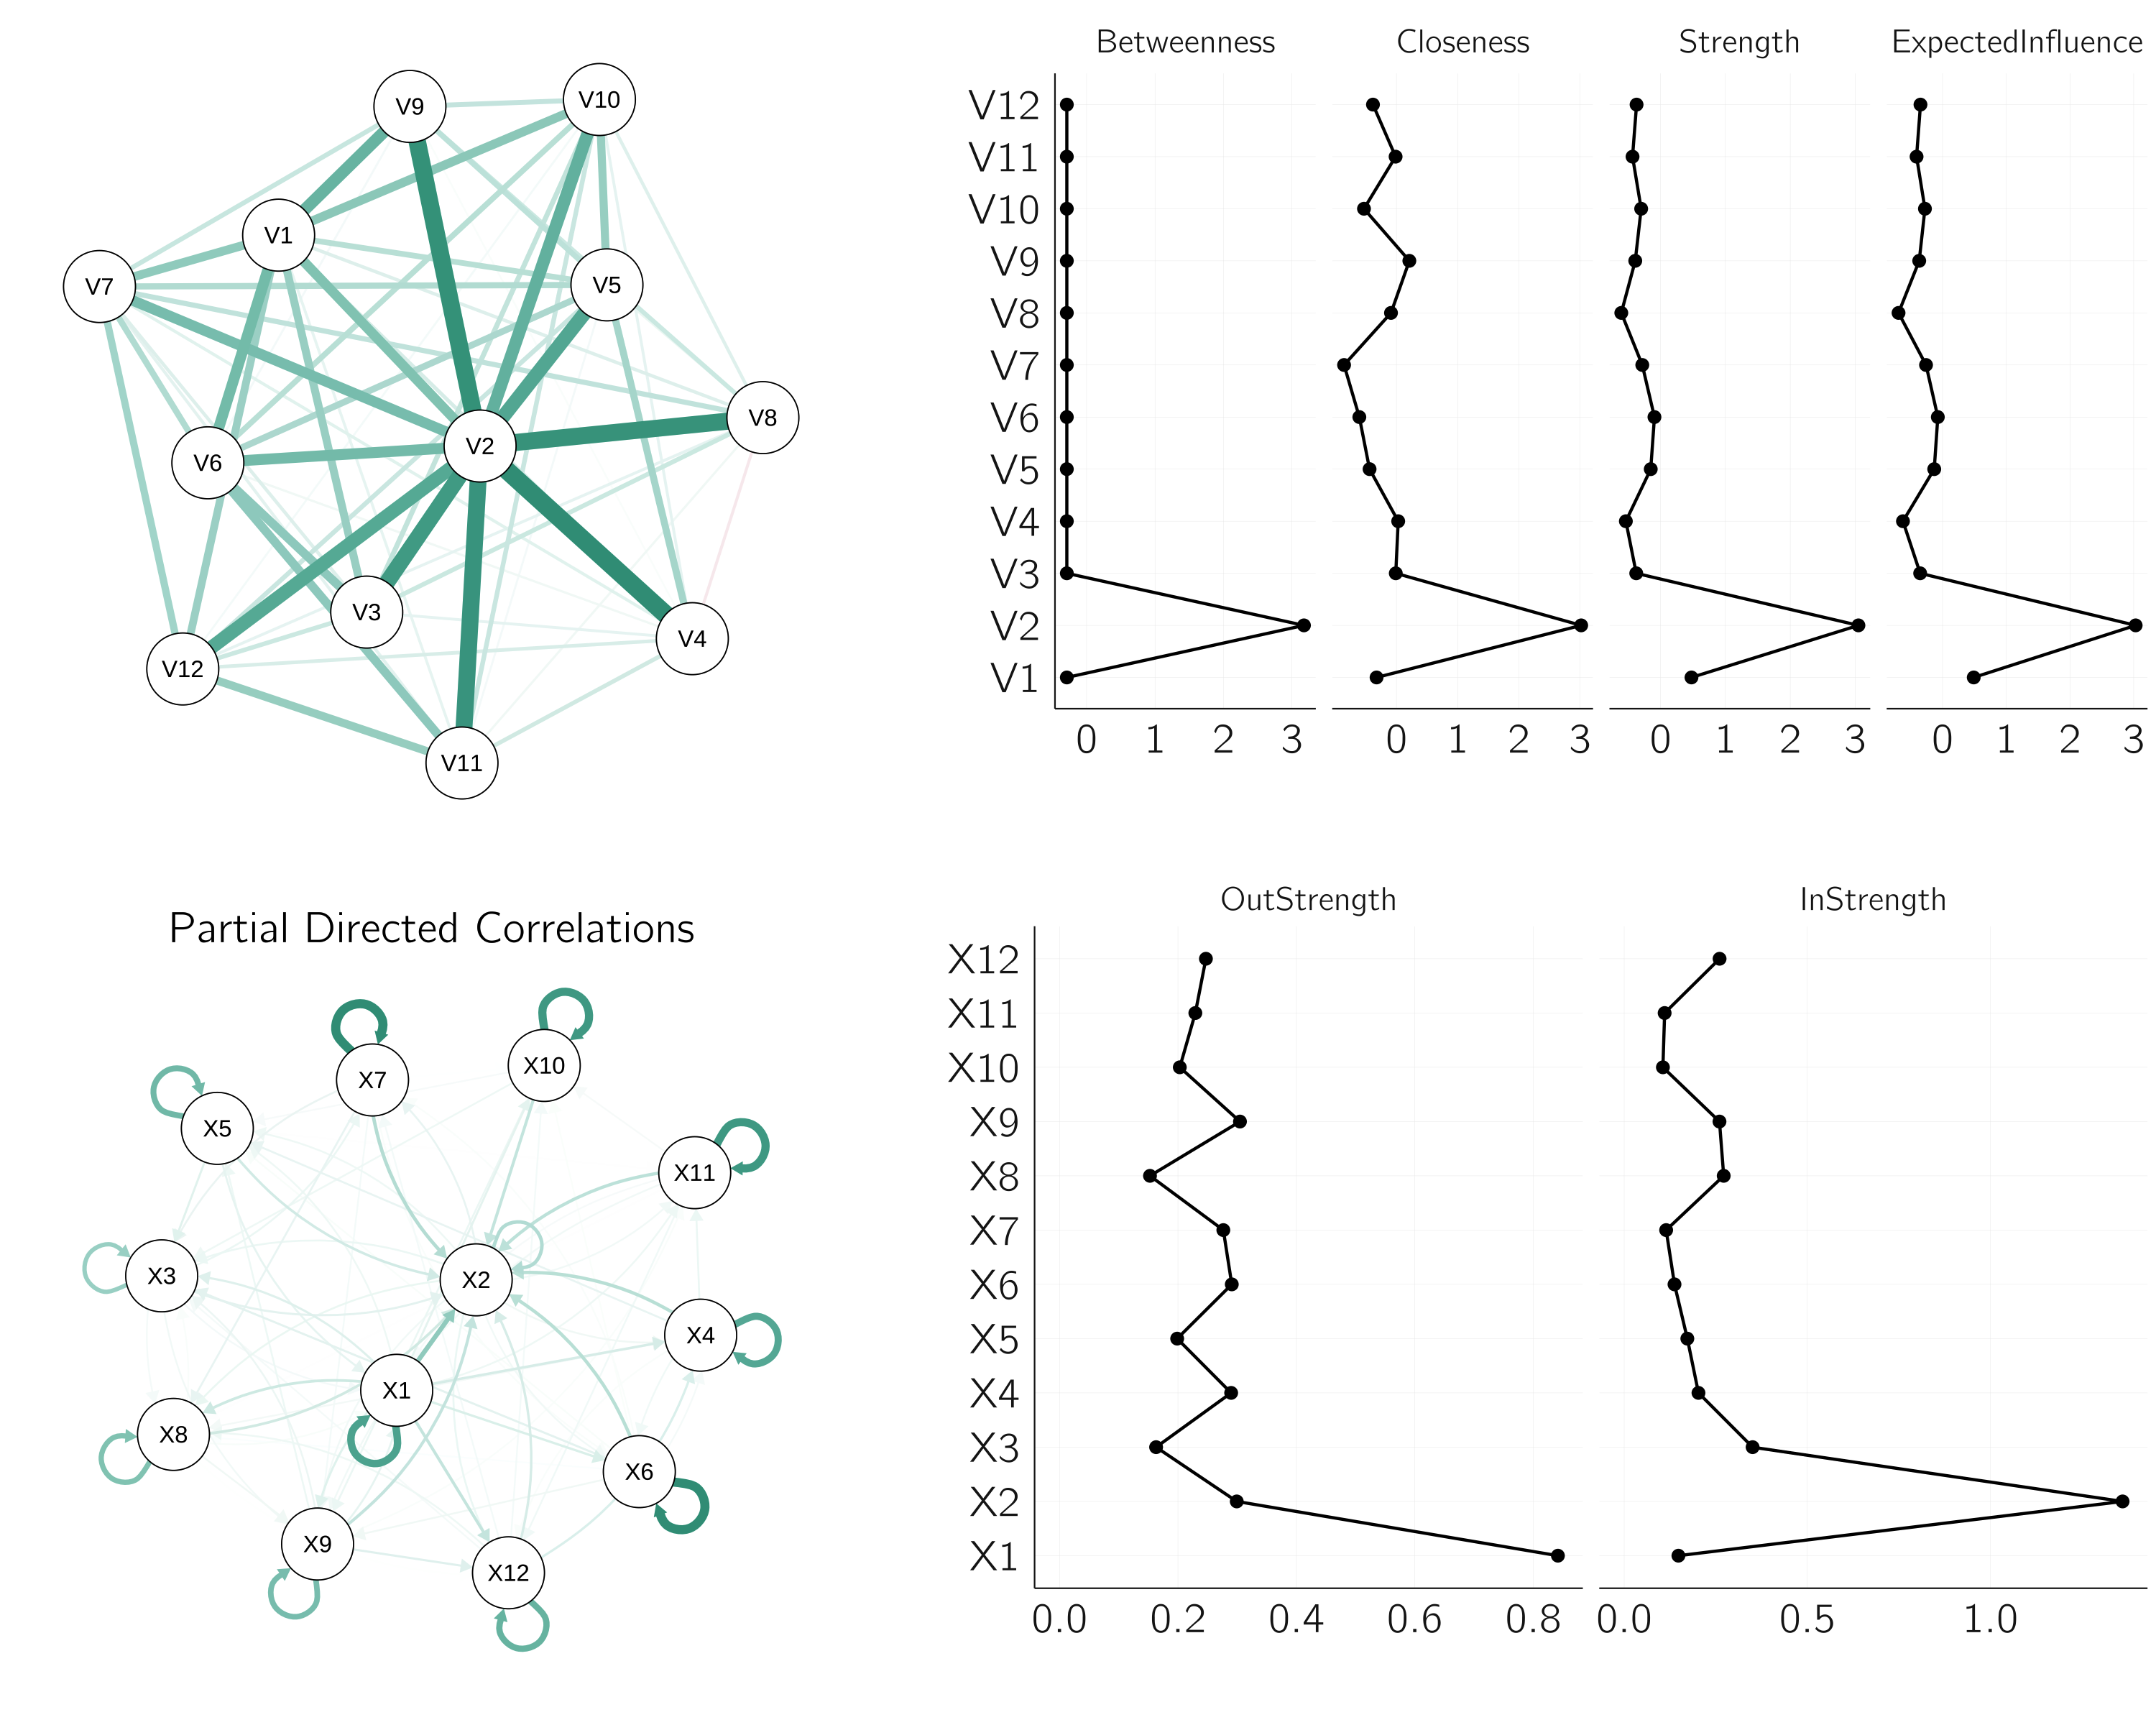 Betweenness Closeness Strength ExpectedInfluence
V12
V11
V10
V9
V8
V7
V6
V5
V4
V3
V2
V1
0 1 2 3 0 1 2 3 0 1 2 3 0 1 2 3
V9
V10
V1
V7
V5
V8
V2
V6
V3
V4
V12
V11
Partial Directed Correlations
X7
X10
X5
X11
X3
X2
X4
X1
X8
X6
X9
X12
OutStrength InStrength
X12
X11
X10
X9
X8
X7
X6
X5
X4
X3
X2
X1
0.0 0.2 0.4 0.6 0.8 0.0 0.5 1.0